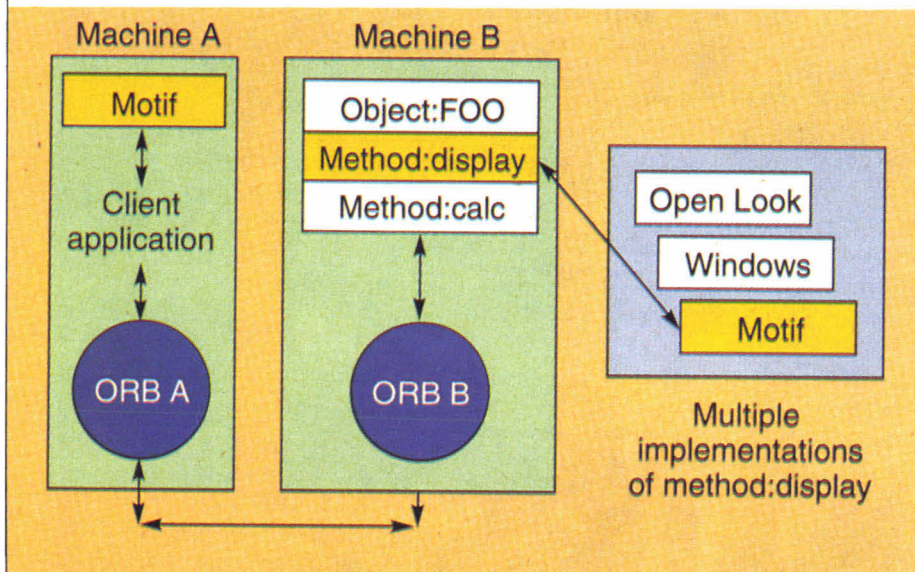 Machine A
Motif
Client
application
ORB A
Machine B
Object:FOO
Method:display
Method:calc
ORB B
Open Look
Windows
Motif
Multiple
implementations
of method:display